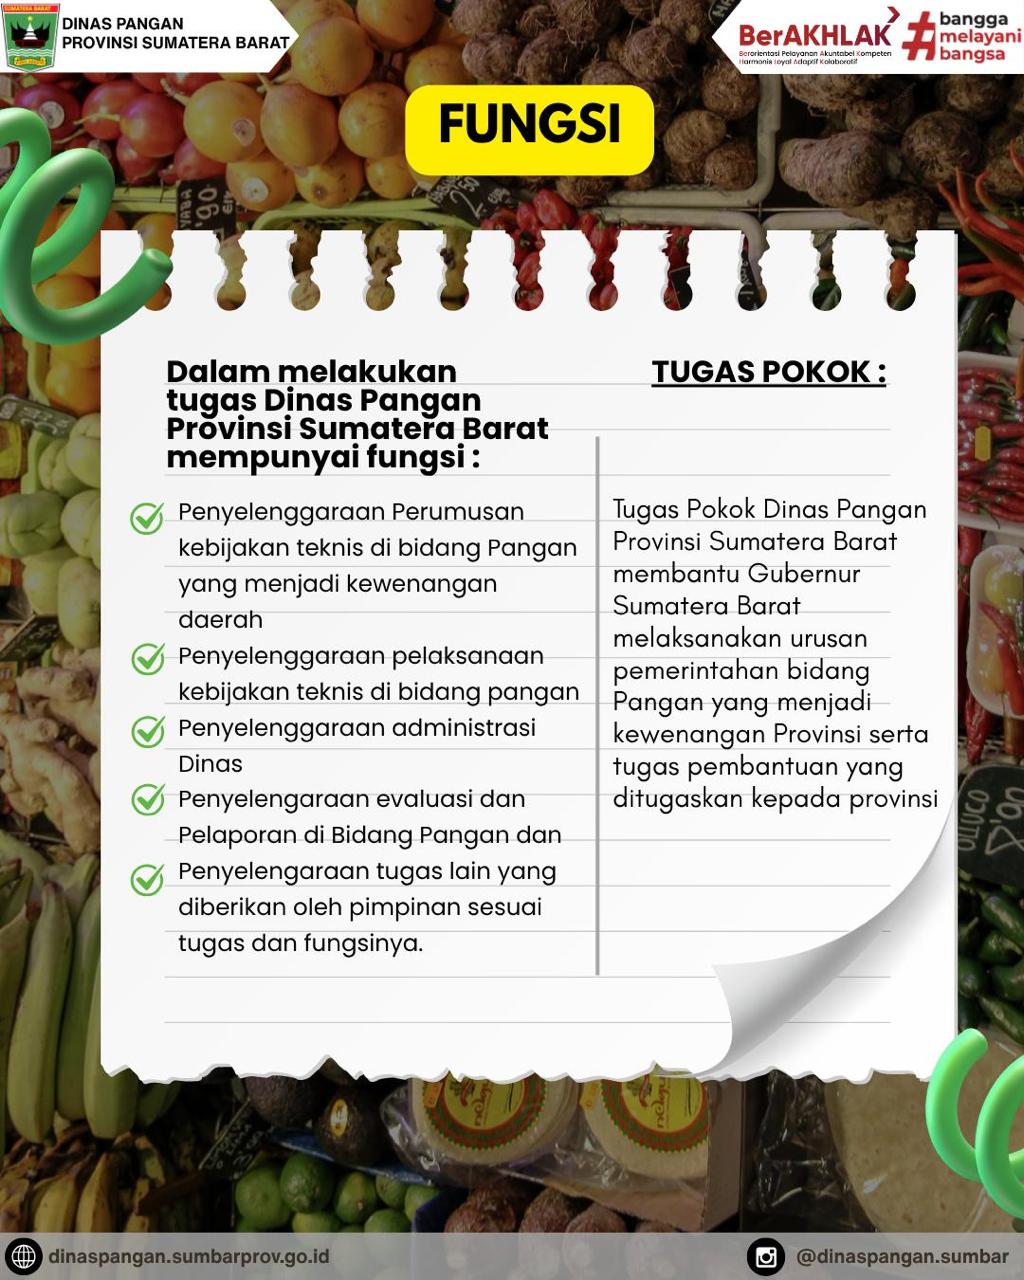 DINAS PANGAN
PROVINSI SUMATERA BARAT
BerAKHLAK
Berorientasi Pelayanan Akuntabel Kompeten
Harmonis Loyal Adaptif Kolaboratif
#bangga
melayani
bangsa
FUNGSI
Dalam melakukan
tugas Dinas Pangan
Provinsi Sumatera Barat
mempunyai fungsi :
Penyelenggaraan Perumusan
kebijakan teknis di bidang Pangan
yang menjadi kewenangan
daerah
Penyelenggaraan pelaksanaan
kebijakan teknis di bidang pangan
Penyelenggaraan administrasi
Dinas
Penyelengaraan evaluasi dan
Pelaporan di Bidang Pangan dan
Penyelengaraan tugas lain yang
diberikan oleh pimpinan sesuai
tugas dan fungsinya.
TUGAS POKOK :
Tugas Pokok Dinas Pangan
Provinsi Sumatera Barat
membantu Gubernur
Sumatera Barat
melaksanakan urusan
pemerintahan bidang
Pangan yang menjadi
kewenangan Provinsi serta
tugas pembantuan yang
ditugaskan kepada provinsi
dinaspangan.sumbarprov.go.id
@dinaspangan.sumbar